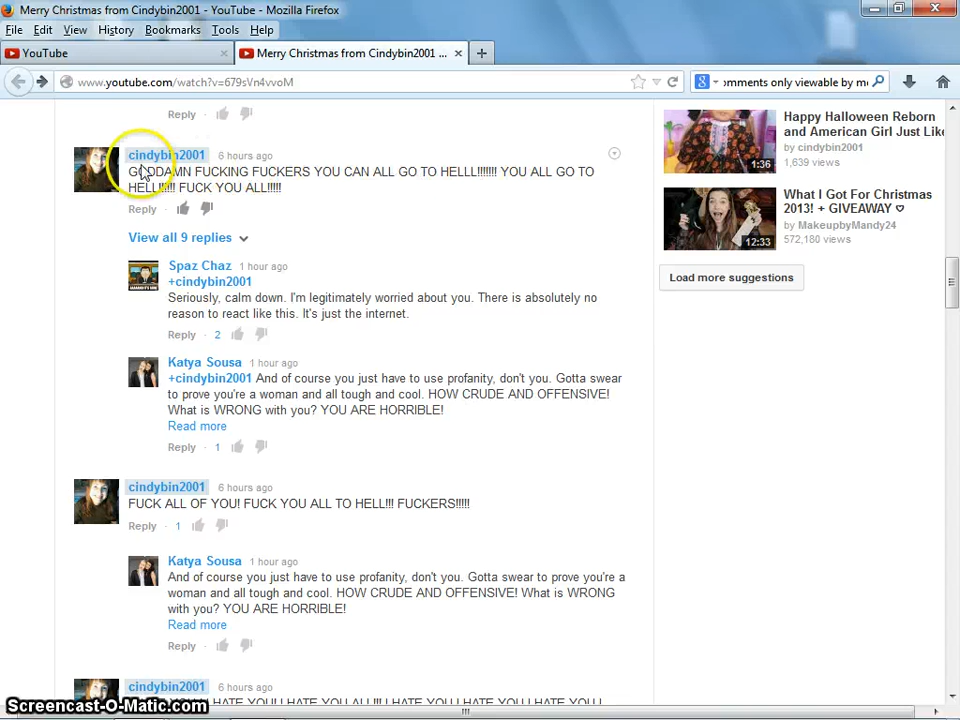 Merry Christmas from Cindybin2001 - YouTube - Mozilla Firefox
File Edit View History Bookmarks Tools Help
YouTube
Merry Christmas from Cindybin2001 ...
www.youtube.com/watch?v=679sVn4vvoM
omments only viewable by m
Reply
cindybin2001 6 hours ago
GODDAMN FUCKING FUCKERS YOU CAN ALL GO TO HELLL!!!!!!! YOU ALL GO TO
HELL!!!!! FUCK YOU ALL!!!!!
Reply
View all 9 replies
Spaz Chaz 1 hour ago
+cindybin2001
Seriously, calm down. I'm legitimately worried about you. There is absolutely no
reason to react like this. It's just the internet.
Reply · 2
Katya Sousa 1 hour ago
+cindybin2001 And of course you just have to use profanity, don't you. Gotta swear
to prove you're a woman and all tough and cool. HOW CRUDE AND OFFENSIVE!
What is WRONG with you? YOU ARE HORRIBLE!
Read more
Reply · 1
cindybin2001 6 hours ago
FUCK ALL OF YOU! FUCK YOU ALL TO HELL!!! FUCKERS!!!!!
Reply · 1
Katya Sousa 1 hour ago
And of course you just have to use profanity, don't you. Gotta swear to prove you're a
woman and all tough and cool. HOW CRUDE AND OFFENSIVE! What is WRONG
with you? YOU ARE HORRIBLE!
Read more
Reply
cindybin2001 6 hours ago
HATE YOU I HATE YOU ALL!!! I HATE YOU I HATE YOU I HATE YOU
Happy Halloween Reborn
and American Girl Just Like
by cindybin2001
1,639 views
1:36
What I Got For Christmas
2013! + GIVEAWAY ♡
by MakeupbyMandy24
572,180 views
12:33
Load more suggestions
Screencast-O-Matic.com